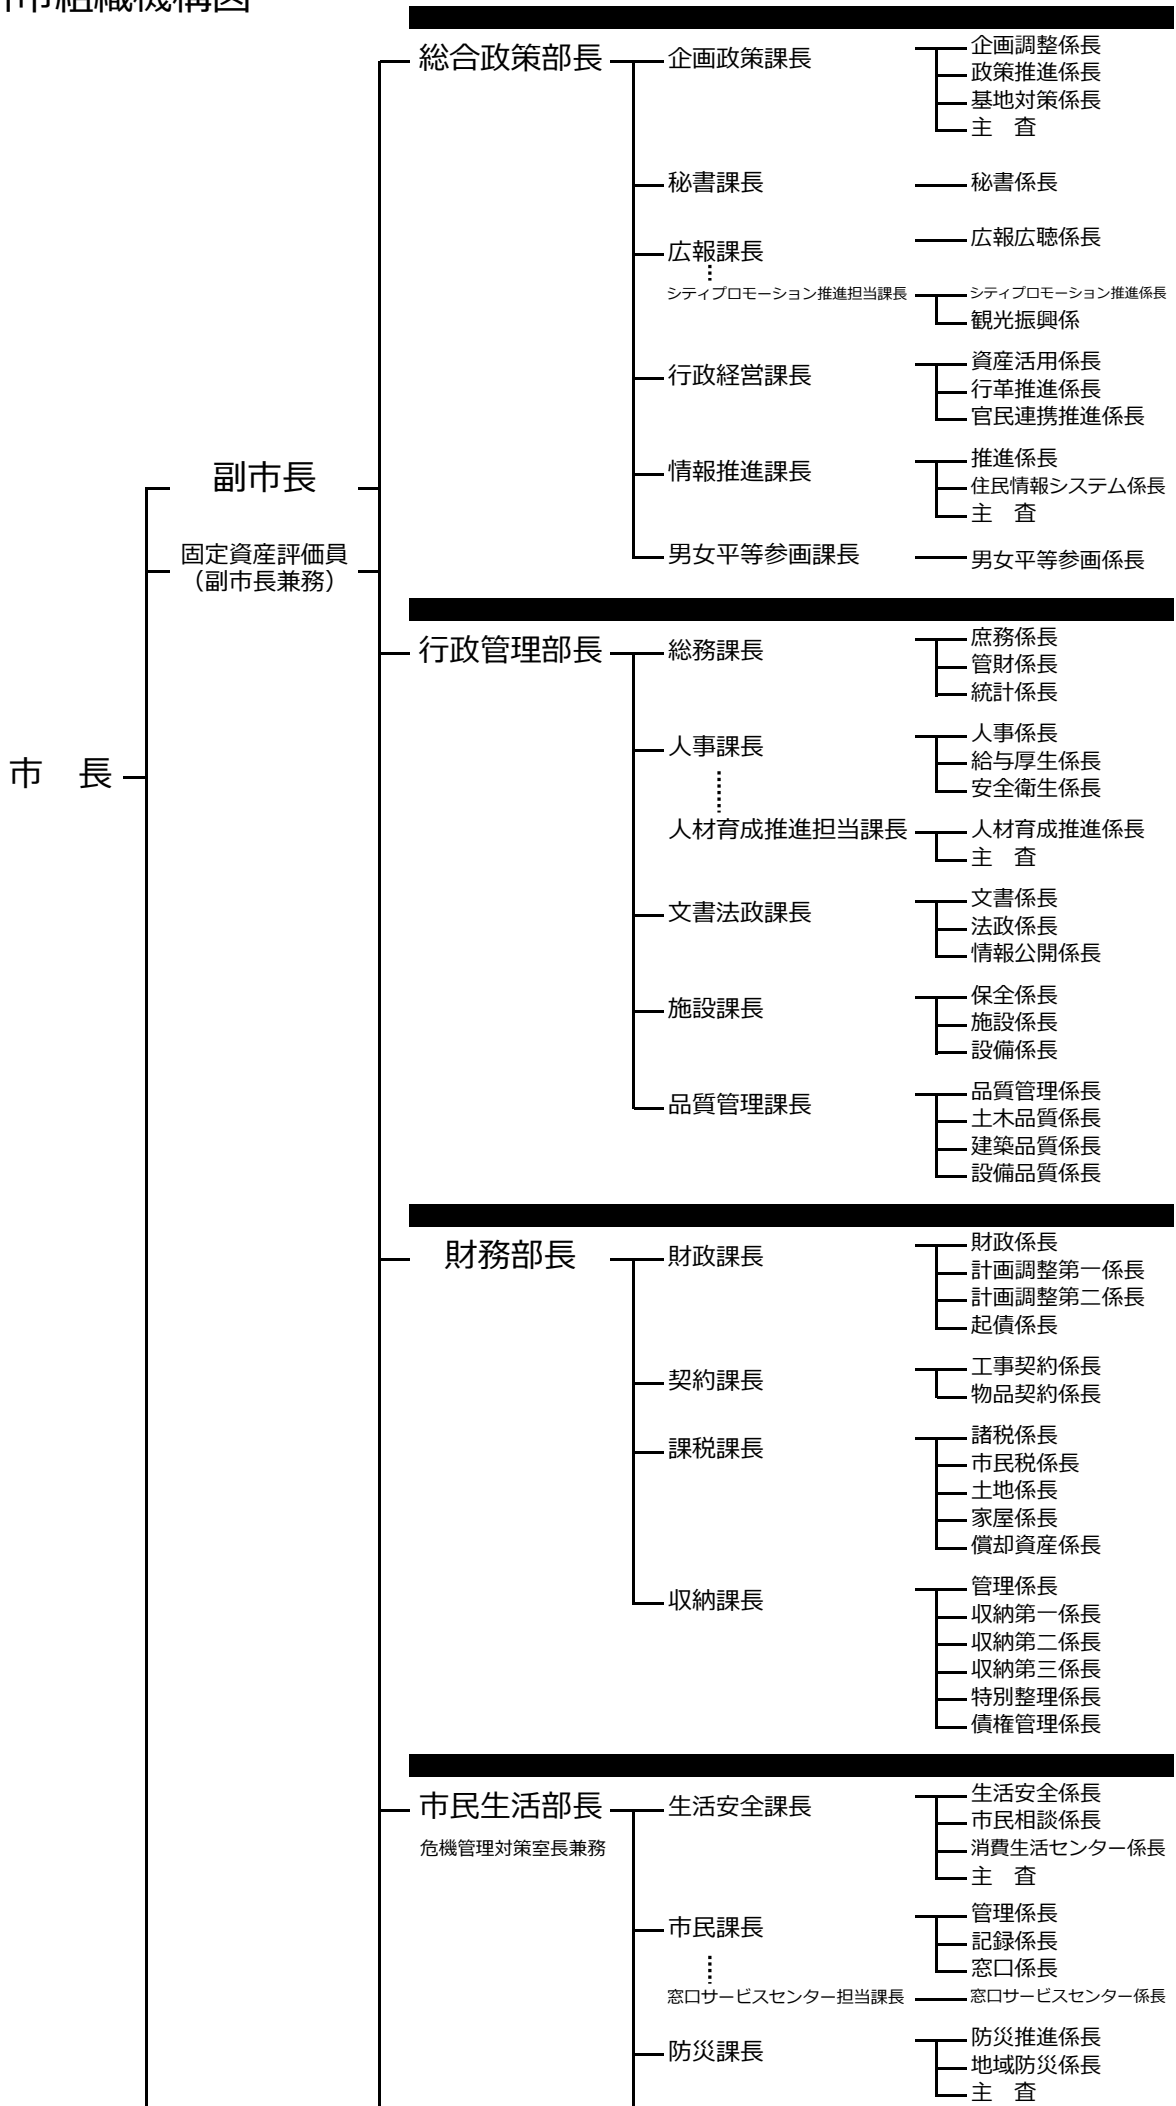 市組織機構図
総合政策部長
企画政策課長
企画調整係長
政策推進係長
基地対策係長
主　査
秘書課長
秘書係長
広報課長
広報広聴係長
シティプロモーション推進担当課長
シティプロモーション推進係長
観光振興係
行政経営課長
資産活用係長
行革推進係長
官民連携推進係長
情報推進課長
推進係長
住民情報システム係長
主　査
男女平等参画課長
男女平等参画係長
副市長
固定資産評価員
（副市長兼務）
市　長
行政管理部長
総務課長
庶務係長
管財係長
統計係長
人事課長
人事係長
給与厚生係長
安全衛生係長
人材育成推進担当課長
人材育成推進係長
主　査
文書法政課長
文書係長
法政係長
情報公開係長
施設課長
保全係長
施設係長
設備係長
品質管理課長
品質管理係長
土木品質係長
建築品質係長
設備品質係長
財務部長
財政課長
財政係長
計画調整第一係長
計画調整第二係長
起債係長
契約課長
工事契約係長
物品契約係長
課税課長
諸税係長
市民税係長
土地係長
家屋係長
償却資産係長
収納課長
管理係長
収納第一係長
収納第二係長
収納第三係長
特別整理係長
債権管理係長
市民生活部長
危機管理対策室長兼務
生活安全課長
生活安全係長
市民相談係長
消費生活センター係長
主　査
市民課長
管理係長
記録係長
窓口係長
窓口サービスセンター担当課長
窓口サービスセンター係長
防災課長
防災推進係長
地域防災係長
主　査